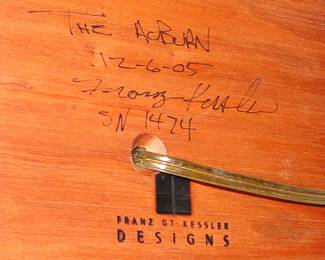 THE AUBURN
12-6-05
Franz Kessler
SN 1474
FRANZ GT KESSLER
DESIGNS